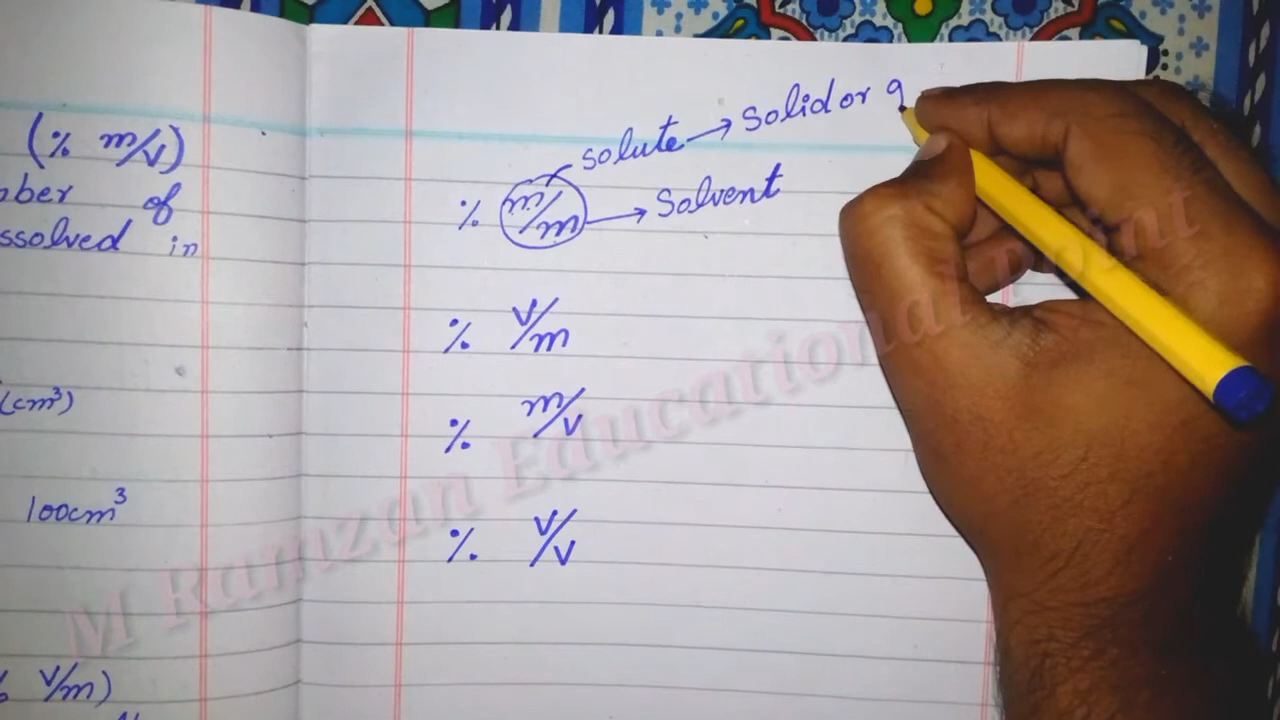 (% m/v)
ber of
ssolved in
(cm³)
100cm³
% v/m)
solute → solid or g
% m/m → solvent
% v/m
% m/v
% v/v
M Ramzan Educational Point